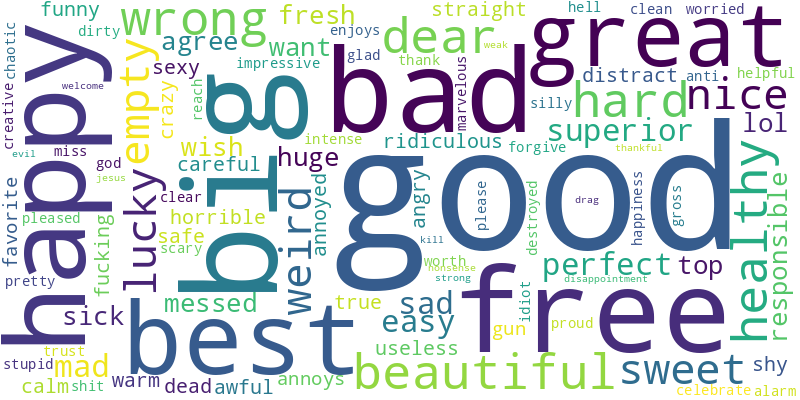 funny
wrong
fresh
straight
hell
clean
worried
chaotic
dirty
agree
want
enjoys
dear
great
happy
empty
sexy
impressive
glad
thank
weak
marvelous
distract
anti
helpful
creative
welcome
crazy
reach
big
bad
silly
hard
nice
evil
miss
god
jesus
wish
careful
huge
intense
ridiculous
forgive
superior
lol
thankful
favorite
pleased
lucky
clear
horrible
safe
scary
weird
annoyed
angry
good
please
drag
kill
destroyed
happiness
gross
healthy
responsible
pretty
fucking
sick
messed
true
worth
nonsense
strong
perfect
disappointment
top
best
sad
easy
useless
idiot
gun
free
proud
stupid
trust
mad
calm
shit
warm
dead
awful
annoys
beautiful
sweet
shy
celebrate
alarm